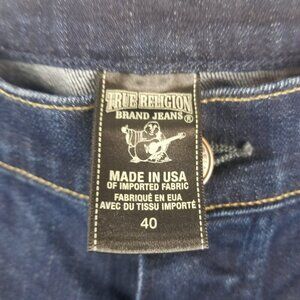 TRUE RELIGION
BRAND JEANS®
MADE IN USA
OF IMPORTED FABRIC
FABRIQUÉ EN EUA
AVEC DU TISSU IMPORTÉ
40